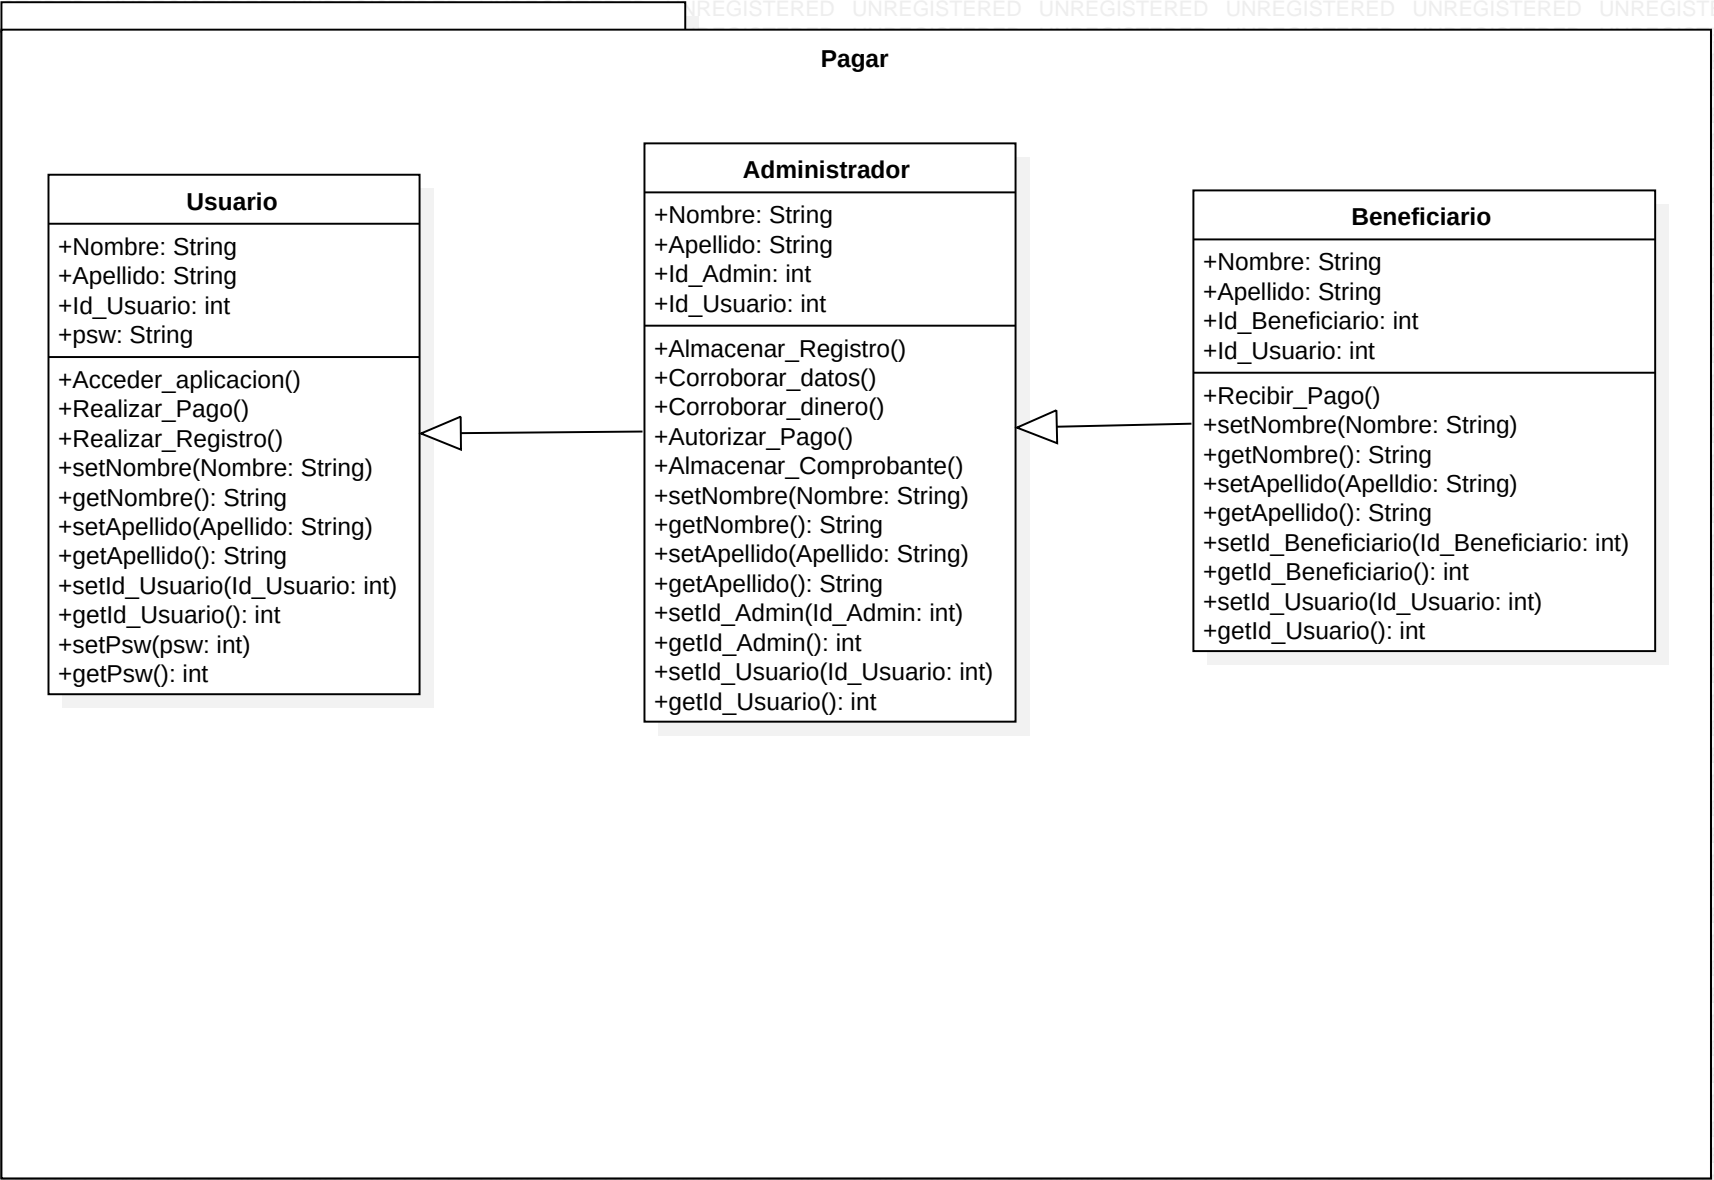 UNREGISTERED UNREGISTERED UNREGISTERED UNREGISTERED
Pagar
Usuario
+Nombre: String
+Apellido: String
+Id_Usuario: int
+psw: String
+Acceder_aplicacion()
+Realizar_Pago()
+Realizar_Registro()
+setNombre(Nombre: String)
+getNombre(): String
+setApellido(Apellido: String)
+getApellido(): String
+setId_Usuario(Id_Usuario: int)
+getId_Usuario(): int
+setPsw(psw: int)
+getPsw(): int
Administrador
+Nombre: String
+Apellido: String
+Id_Admin: int
+Id_Usuario: int
+Almacenar_Registro()
+Corroborar_datos()
+Corroborar_dinero()
+Autorizar_Pago()
+Almacenar_Comprobante()
+setNombre(Nombre: String)
+getNombre(): String
+setApellido(Apellido: String)
+getApellido(): String
+setId_Admin(Id_Admin: int)
+getId_Admin(): int
+setId_Usuario(Id_Usuario: int)
+getId_Usuario(): int
Beneficiario
+Nombre: String
+Apellido: String
+Id_Beneficiario: int
+Id_Usuario: int
+Recibir_Pago()
+setNombre(Nombre: String)
+getNombre(): String
+setApellido(Apelldio: String)
+getApellido(): String
+setId_Beneficiario(Id_Beneficiario: int)
+getId_Beneficiario(): int
+setId_Usuario(Id_Usuario: int)
+getId_Usuario(): int